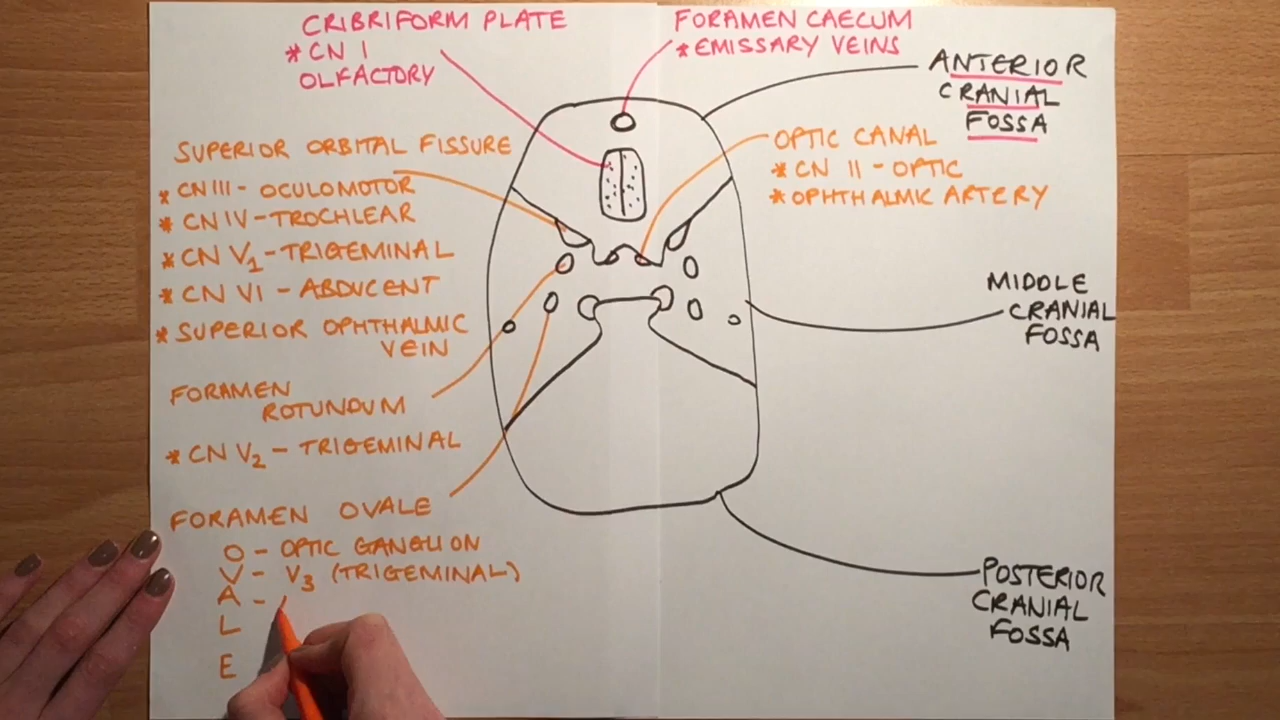 CRIBRIFORM PLATE
* CN I
OLFACTORY
FORAMEN CAECUM
* EMISSARY VEINS
ANTERIOR
CRANIAL
FOSSA
SUPERIOR ORBITAL FISSURE
* CN III - OCULOMOTOR
* CN IV - TROCHLEAR
* CN V1 - TRIGEMINAL
* CN VI - ABDUCENT
* SUPERIOR OPHTHALMIC
VEIN
OPTIC CANAL
* CN II - OPTIC
* OPHTHALMIC ARTERY
MIDDLE
CRANIAL
FOSSA
FORAMEN
ROTUNDUM
* CN V2 - TRIGEMINAL
FORAMEN OVALE
O - OPTIC GANGLION
V - V3 (TRIGEMINAL)
A -
L
E
POSTERIOR
CRANIAL
FOSSA